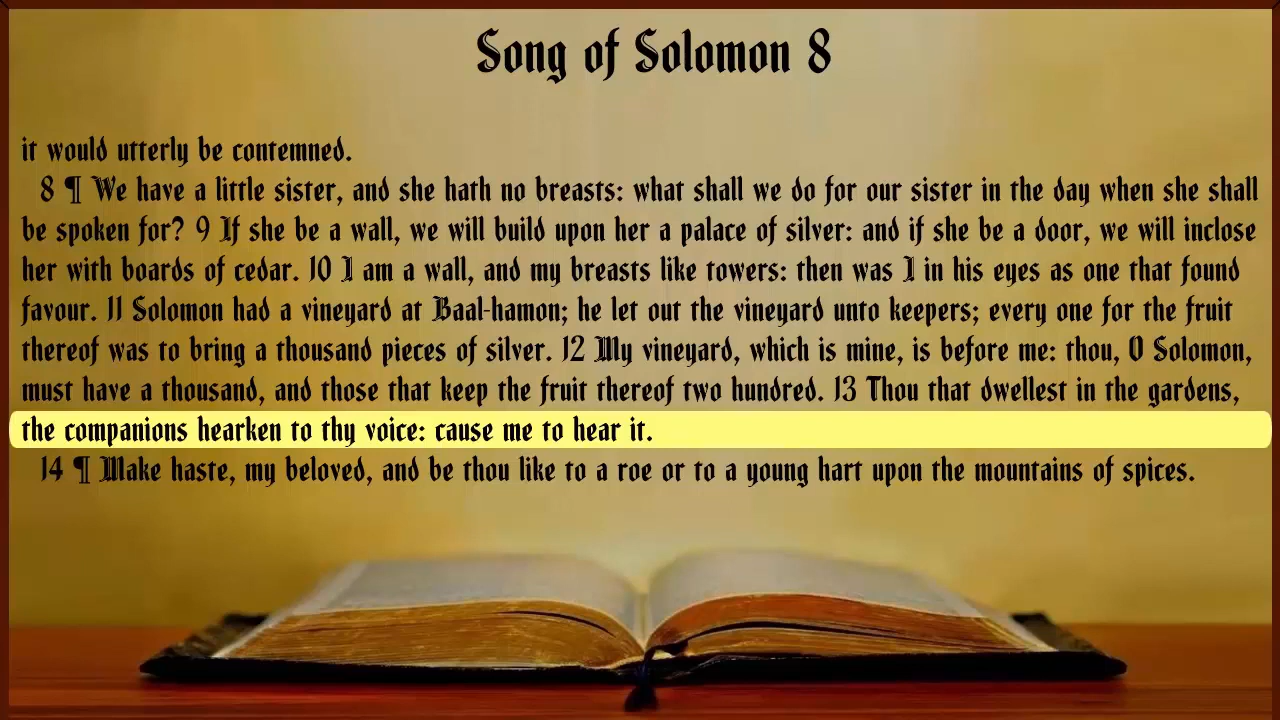 Song of Solomon 8
it would utterly be contemned.
8 ¶ We have a little sister, and she hath no breasts: what shall we do for our sister in the day when she shall
be spoken for? 9 If she be a wall, we will build upon her a palace of silver: and if she be a door, we will inclose
her with boards of cedar. 10 I am a wall, and my breasts like towers: then was I in his eyes as one that found
favour. 11 Solomon had a vineyard at Baal-hamon; he let out the vineyard unto keepers; every one for the fruit
thereof was to bring a thousand pieces of silver. 12 My vineyard, which is mine, is before me: thou, O Solomon,
must have a thousand, and those that keep the fruit thereof two hundred. 13 Thou that dwellest in the gardens,
the companions hearken to thy voice: cause me to hear it.
14 ¶ Make haste, my beloved, and be thou like to a roe or to a young hart upon the mountains of spices.